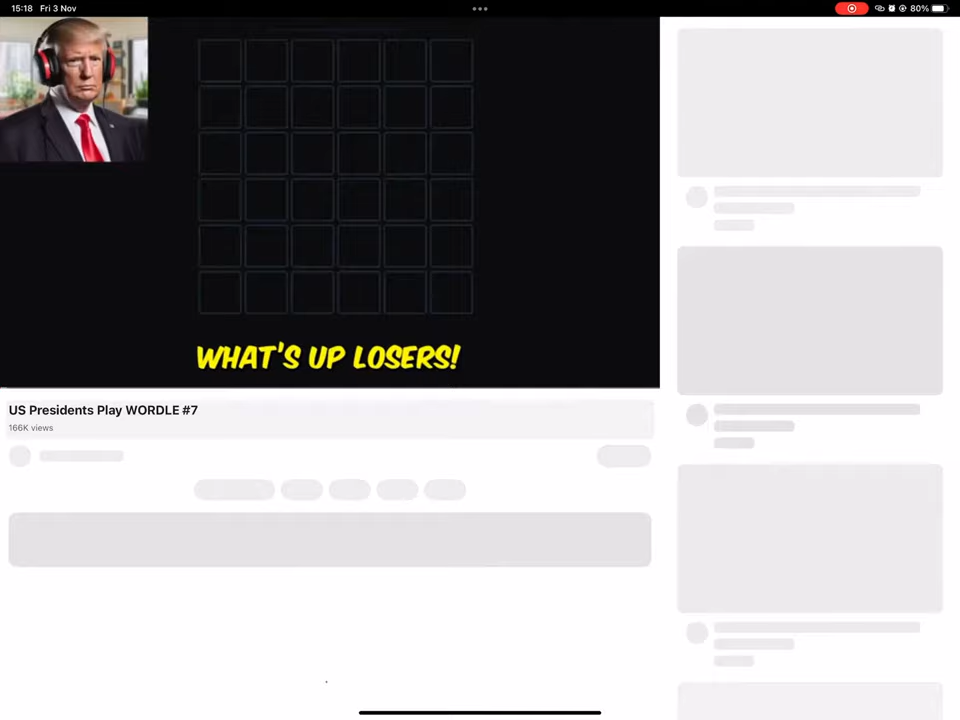 15:18 Fri 3 Nov
80%
WHAT'S UP LOSERS!
US Presidents Play WORDLE #7
166K views